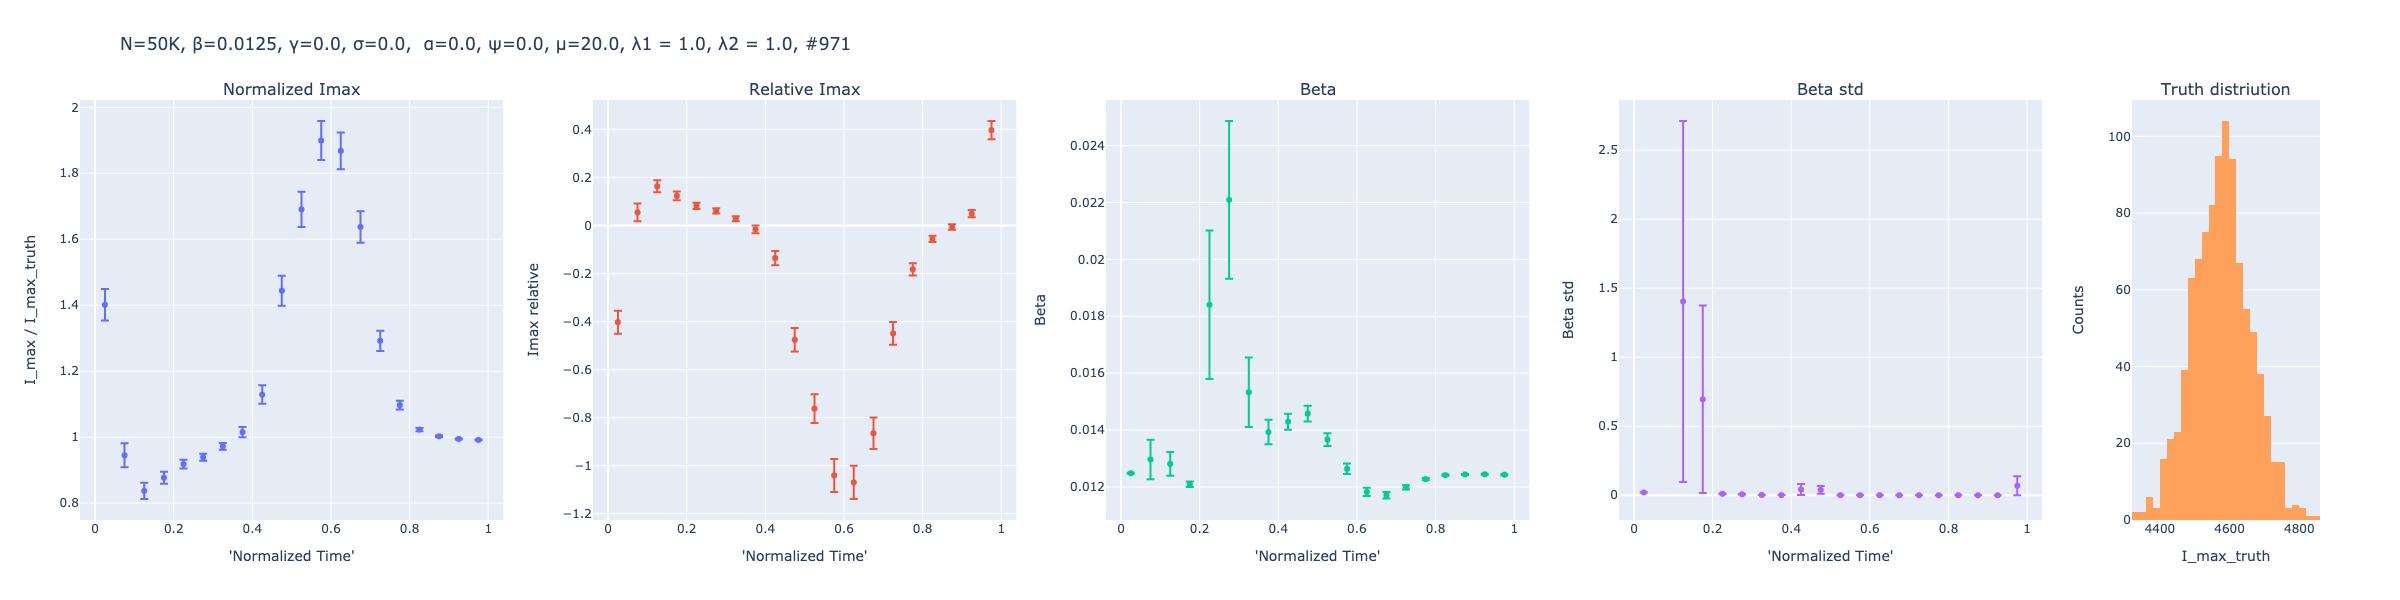 N=50K, β=0.0125, γ=0.0, σ=0.0,  α=0.0, ψ=0.0, μ=20.0, λ1 = 1.0, λ2 = 1.0, #971
Normalized Imax
I_max / I_max_truth
2
1.8
1.6
1.4
1.2
1
0.8
0 0.2 0.4 0.6 0.8 1
'Normalized Time'
Relative Imax
Imax relative
0.4
0.2
0
−0.2
−0.4
−0.6
−0.8
−1
−1.2
0 0.2 0.4 0.6 0.8 1
'Normalized Time'
Beta
Beta
0.024
0.022
0.02
0.018
0.016
0.014
0.012
0 0.2 0.4 0.6 0.8 1
'Normalized Time'
Beta std
Beta std
2.5
2
1.5
1
0.5
0
0 0.2 0.4 0.6 0.8 1
'Normalized Time'
Truth distriution
Counts
100
80
60
40
20
0
4400 4600 4800
I_max_truth